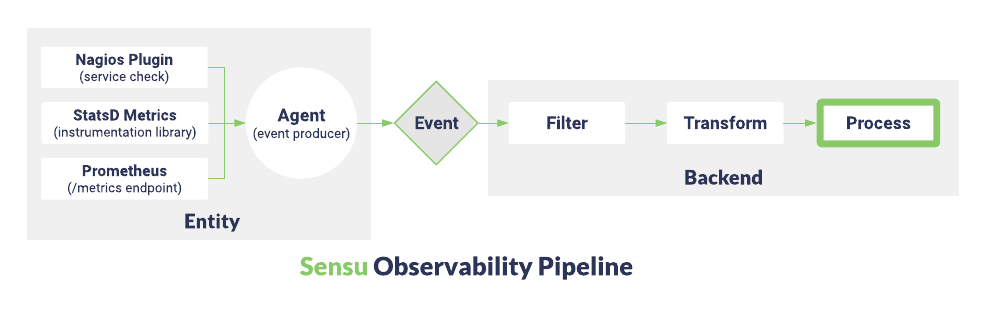 Nagios Plugin
(service check)
StatsD Metrics
(instrumentation library)
Prometheus
(/metrics endpoint)
Agent
(event producer)
Entity
Event
Filter
Transform
Process
Backend
Sensu Observability Pipeline